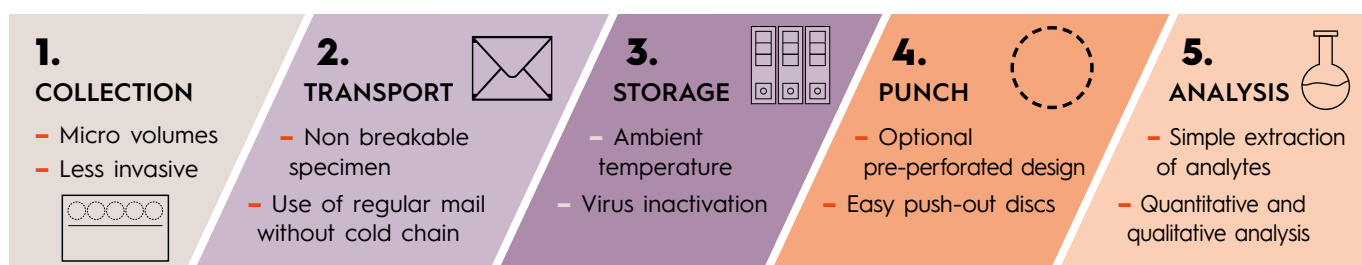 1.
COLLECTION
– Micro volumes
– Less invasive
2.
TRANSPORT
– Non breakable
specimen
– Use of regular mail
without cold chain
3.
STORAGE
– Ambient
temperature
– Virus inactivation
4.
PUNCH
– Optional
pre-perforated design
– Easy push-out discs
5.
ANALYSIS
– Simple extraction
of analytes
– Quantitative and
qualitative analysis